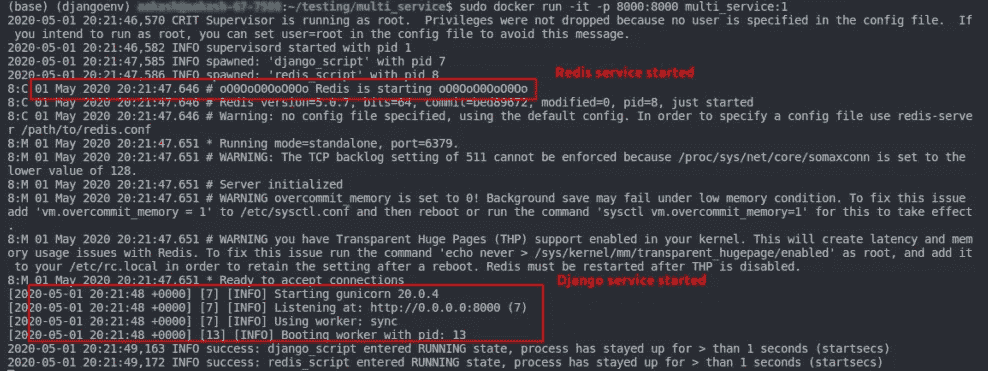 (base) (djangoenv) :~/testing/multi_service$ sudo docker run -it -p 8000:8000 multi_service:1
2020-05-01 20:21:46,570 CRIT Supervisor is running as root.  Privileges were not dropped because no user is specified in the config file.  If
you intend to run as root, you can set user=root in the config file to avoid this message.
2020-05-01 20:21:46,582 INFO supervisord started with pid 1
2020-05-01 20:21:47,585 INFO spawned: 'django_script' with pid 7
2020-05-01 20:21:47,586 INFO spawned: 'redis_script' with pid 8
Redis service started
8:C 01 May 2020 20:21:47.646 # oO0OoO0OoO0Oo Redis is starting oO0OoO0OoO0Oo
8:C 01 May 2020 20:21:47.646 # Redis version=5.0.7, bits=64, commit=bed89672, modified=0, pid=8, just started
8:C 01 May 2020 20:21:47.646 # Warning: no config file specified, using the default config. In order to specify a config file use redis-serve
r /path/to/redis.conf
8:M 01 May 2020 20:21:47.651 * Running mode=standalone, port=6379.
8:M 01 May 2020 20:21:47.651 # WARNING: The TCP backlog setting of 511 cannot be enforced because /proc/sys/net/core/somaxconn is set to the
lower value of 128.
8:M 01 May 2020 20:21:47.651 # Server initialized
8:M 01 May 2020 20:21:47.651 # WARNING overcommit_memory is set to 0! Background save may fail under low memory condition. To fix this issue
add 'vm.overcommit_memory = 1' to /etc/sysctl.conf and then reboot or run the command 'sysctl vm.overcommit_memory=1' for this to take effect
.
8:M 01 May 2020 20:21:47.651 # WARNING you have Transparent Huge Pages (THP) support enabled in your kernel. This will create latency and mem
ory usage issues with Redis. To fix this issue run the command 'echo never > /sys/kernel/mm/transparent_hugepage/enabled' as root, and add it
to your /etc/rc.local in order to retain the setting after a reboot. Redis must be restarted after THP is disabled.
8:M 01 May 2020 20:21:47.651 * Ready to accept connections
Django service started
[2020-05-01 20:21:48 +0000] [7] [INFO] Starting gunicorn 20.0.4
[2020-05-01 20:21:48 +0000] [7] [INFO] Listening at: http://0.0.0.0:8000 (7)
[2020-05-01 20:21:48 +0000] [7] [INFO] Using worker: sync
[2020-05-01 20:21:48 +0000] [13] [INFO] Booting worker with pid: 13
2020-05-01 20:21:49,163 INFO success: django_script entered RUNNING state, process has stayed up for > than 1 seconds (startsecs)
2020-05-01 20:21:49,172 INFO success: redis_script entered RUNNING state, process has stayed up for > than 1 seconds (startsecs)